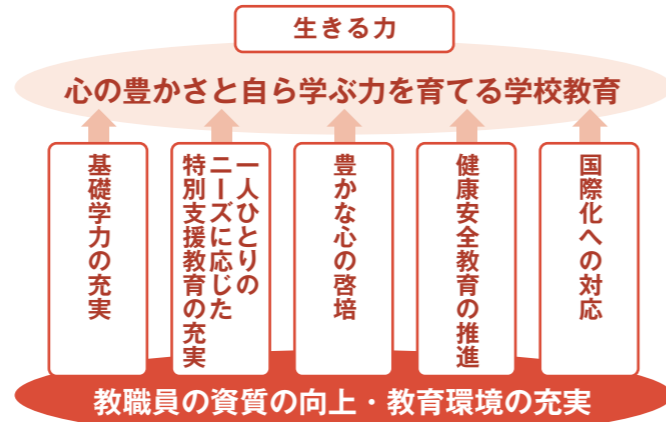 生きる力
心の豊かさと自ら学ぶ力を育てる学校教育
基礎学力の充実
一人ひとりの
ニーズに応じた
特別支援教育の充実
豊かな心の啓培
健康安全教育の推進
国際化への対応
教職員の資質の向上・教育環境の充実